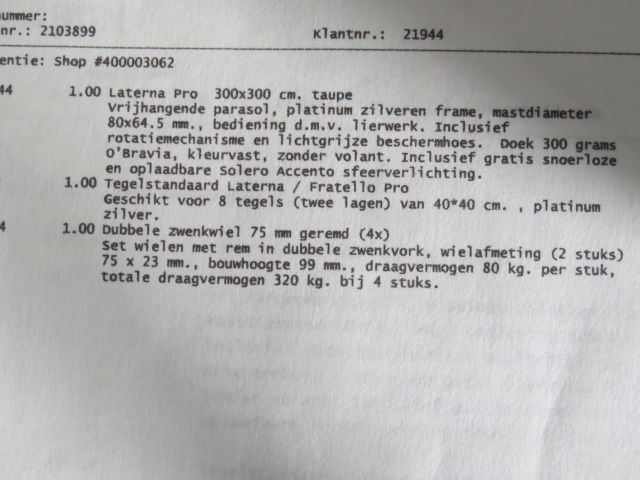 ummer:
nr.: 2103899 Klantnr.: 21944
entie: Shop #400003062
44 1.00 Laterna Pro 300x300 cm. taupe
Vrijhangende parasol, platinum zilveren frame, mastdiameter
80x64.5 mm., bediening d.m.v. lierwerk. Inclusief
rotatiemechanisme en lichtgrijze beschermhoes. Doek 300 grams
O'Bravia, kleurvast, zonder volant. Inclusief gratis snoerloze
en oplaadbare Solero Accento sfeerverlichting.
1.00 Tegelstandaard Laterna / Fratello Pro
Geschikt voor 8 tegels (twee lagen) van 40*40 cm. , platinum
zilver.
4 1.00 Dubbele zwenkwiel 75 mm geremd (4x)
Set wielen met rem in dubbele zwenkvork, wielafmeting (2 stuks)
75 x 23 mm., bouwhoogte 99 mm., draagvermogen 80 kg. per stuk,
totale draagvermogen 320 kg. bij 4 stuks.